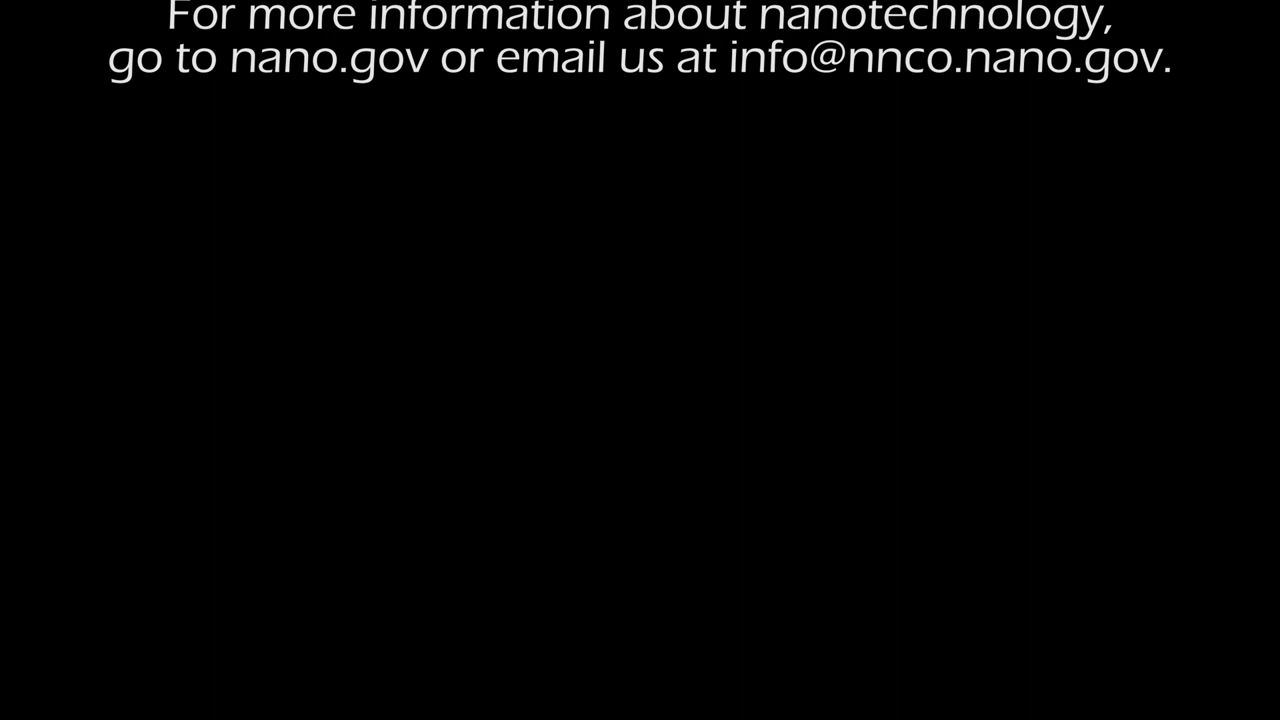 For more information about nanotechnology,
go to nano.gov or email us at info@nnco.nano.gov.